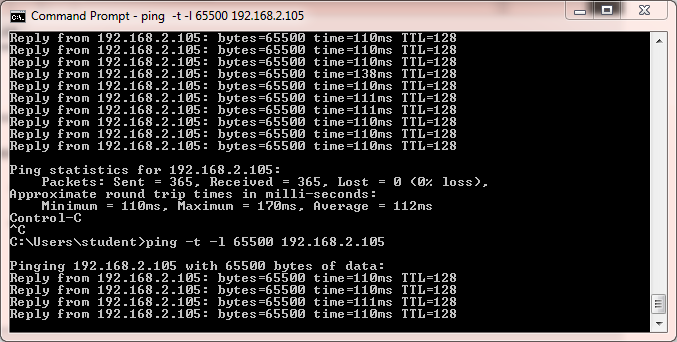 Command Prompt - ping -t -l 65500 192.168.2.105
Reply from 192.168.2.105: bytes=65500 time=110ms TTL=128
Reply from 192.168.2.105: bytes=65500 time=110ms TTL=128
Reply from 192.168.2.105: bytes=65500 time=110ms TTL=128
Reply from 192.168.2.105: bytes=65500 time=138ms TTL=128
Reply from 192.168.2.105: bytes=65500 time=110ms TTL=128
Reply from 192.168.2.105: bytes=65500 time=111ms TTL=128
Reply from 192.168.2.105: bytes=65500 time=111ms TTL=128
Reply from 192.168.2.105: bytes=65500 time=110ms TTL=128
Reply from 192.168.2.105: bytes=65500 time=110ms TTL=128
Reply from 192.168.2.105: bytes=65500 time=110ms TTL=128
Ping statistics for 192.168.2.105:
Packets: Sent = 365, Received = 365, Lost = 0 (0% loss),
Approximate round trip times in milli-seconds:
Minimum = 110ms, Maximum = 170ms, Average = 112ms
Control-C
^C
C:\Users\student>ping -t -l 65500 192.168.2.105
Pinging 192.168.2.105 with 65500 bytes of data:
Reply from 192.168.2.105: bytes=65500 time=110ms TTL=128
Reply from 192.168.2.105: bytes=65500 time=110ms TTL=128
Reply from 192.168.2.105: bytes=65500 time=111ms TTL=128
Reply from 192.168.2.105: bytes=65500 time=110ms TTL=128